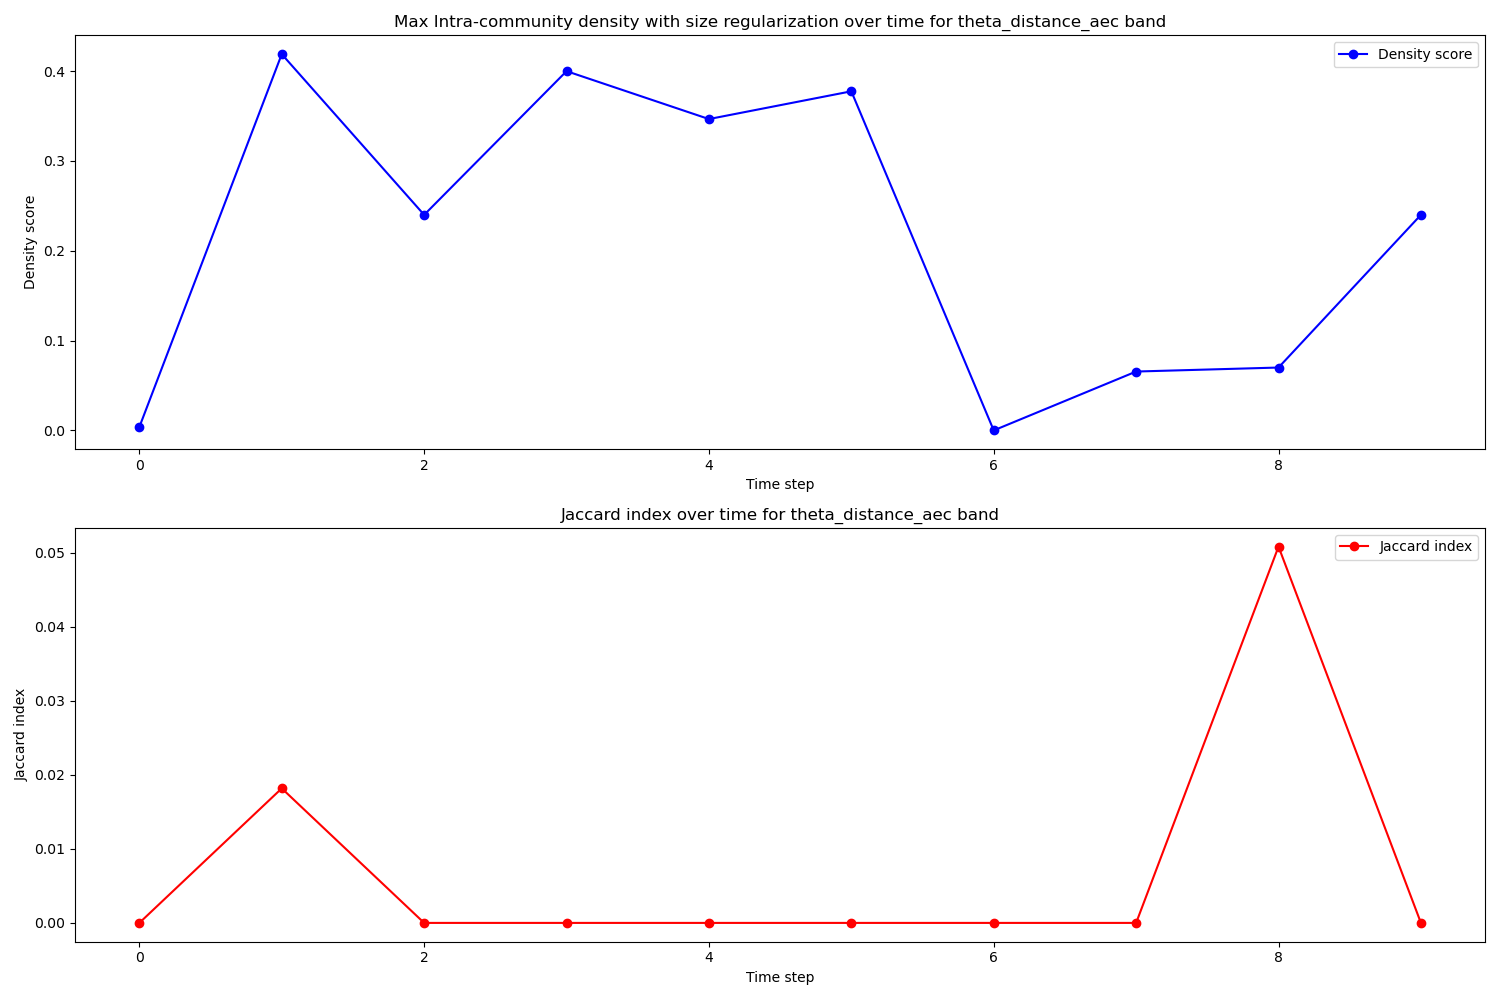 Max Intra-community density with size regularization over time for theta_distance_aec band
Density score
0.4
0.3
0.2
0.1
0.0
Density score
0 2 4 6 8
Time step
Jaccard index over time for theta_distance_aec band
Jaccard index
0.05
0.04
0.03
0.02
0.01
0.00
Jaccard index
0 2 4 6 8
Time step